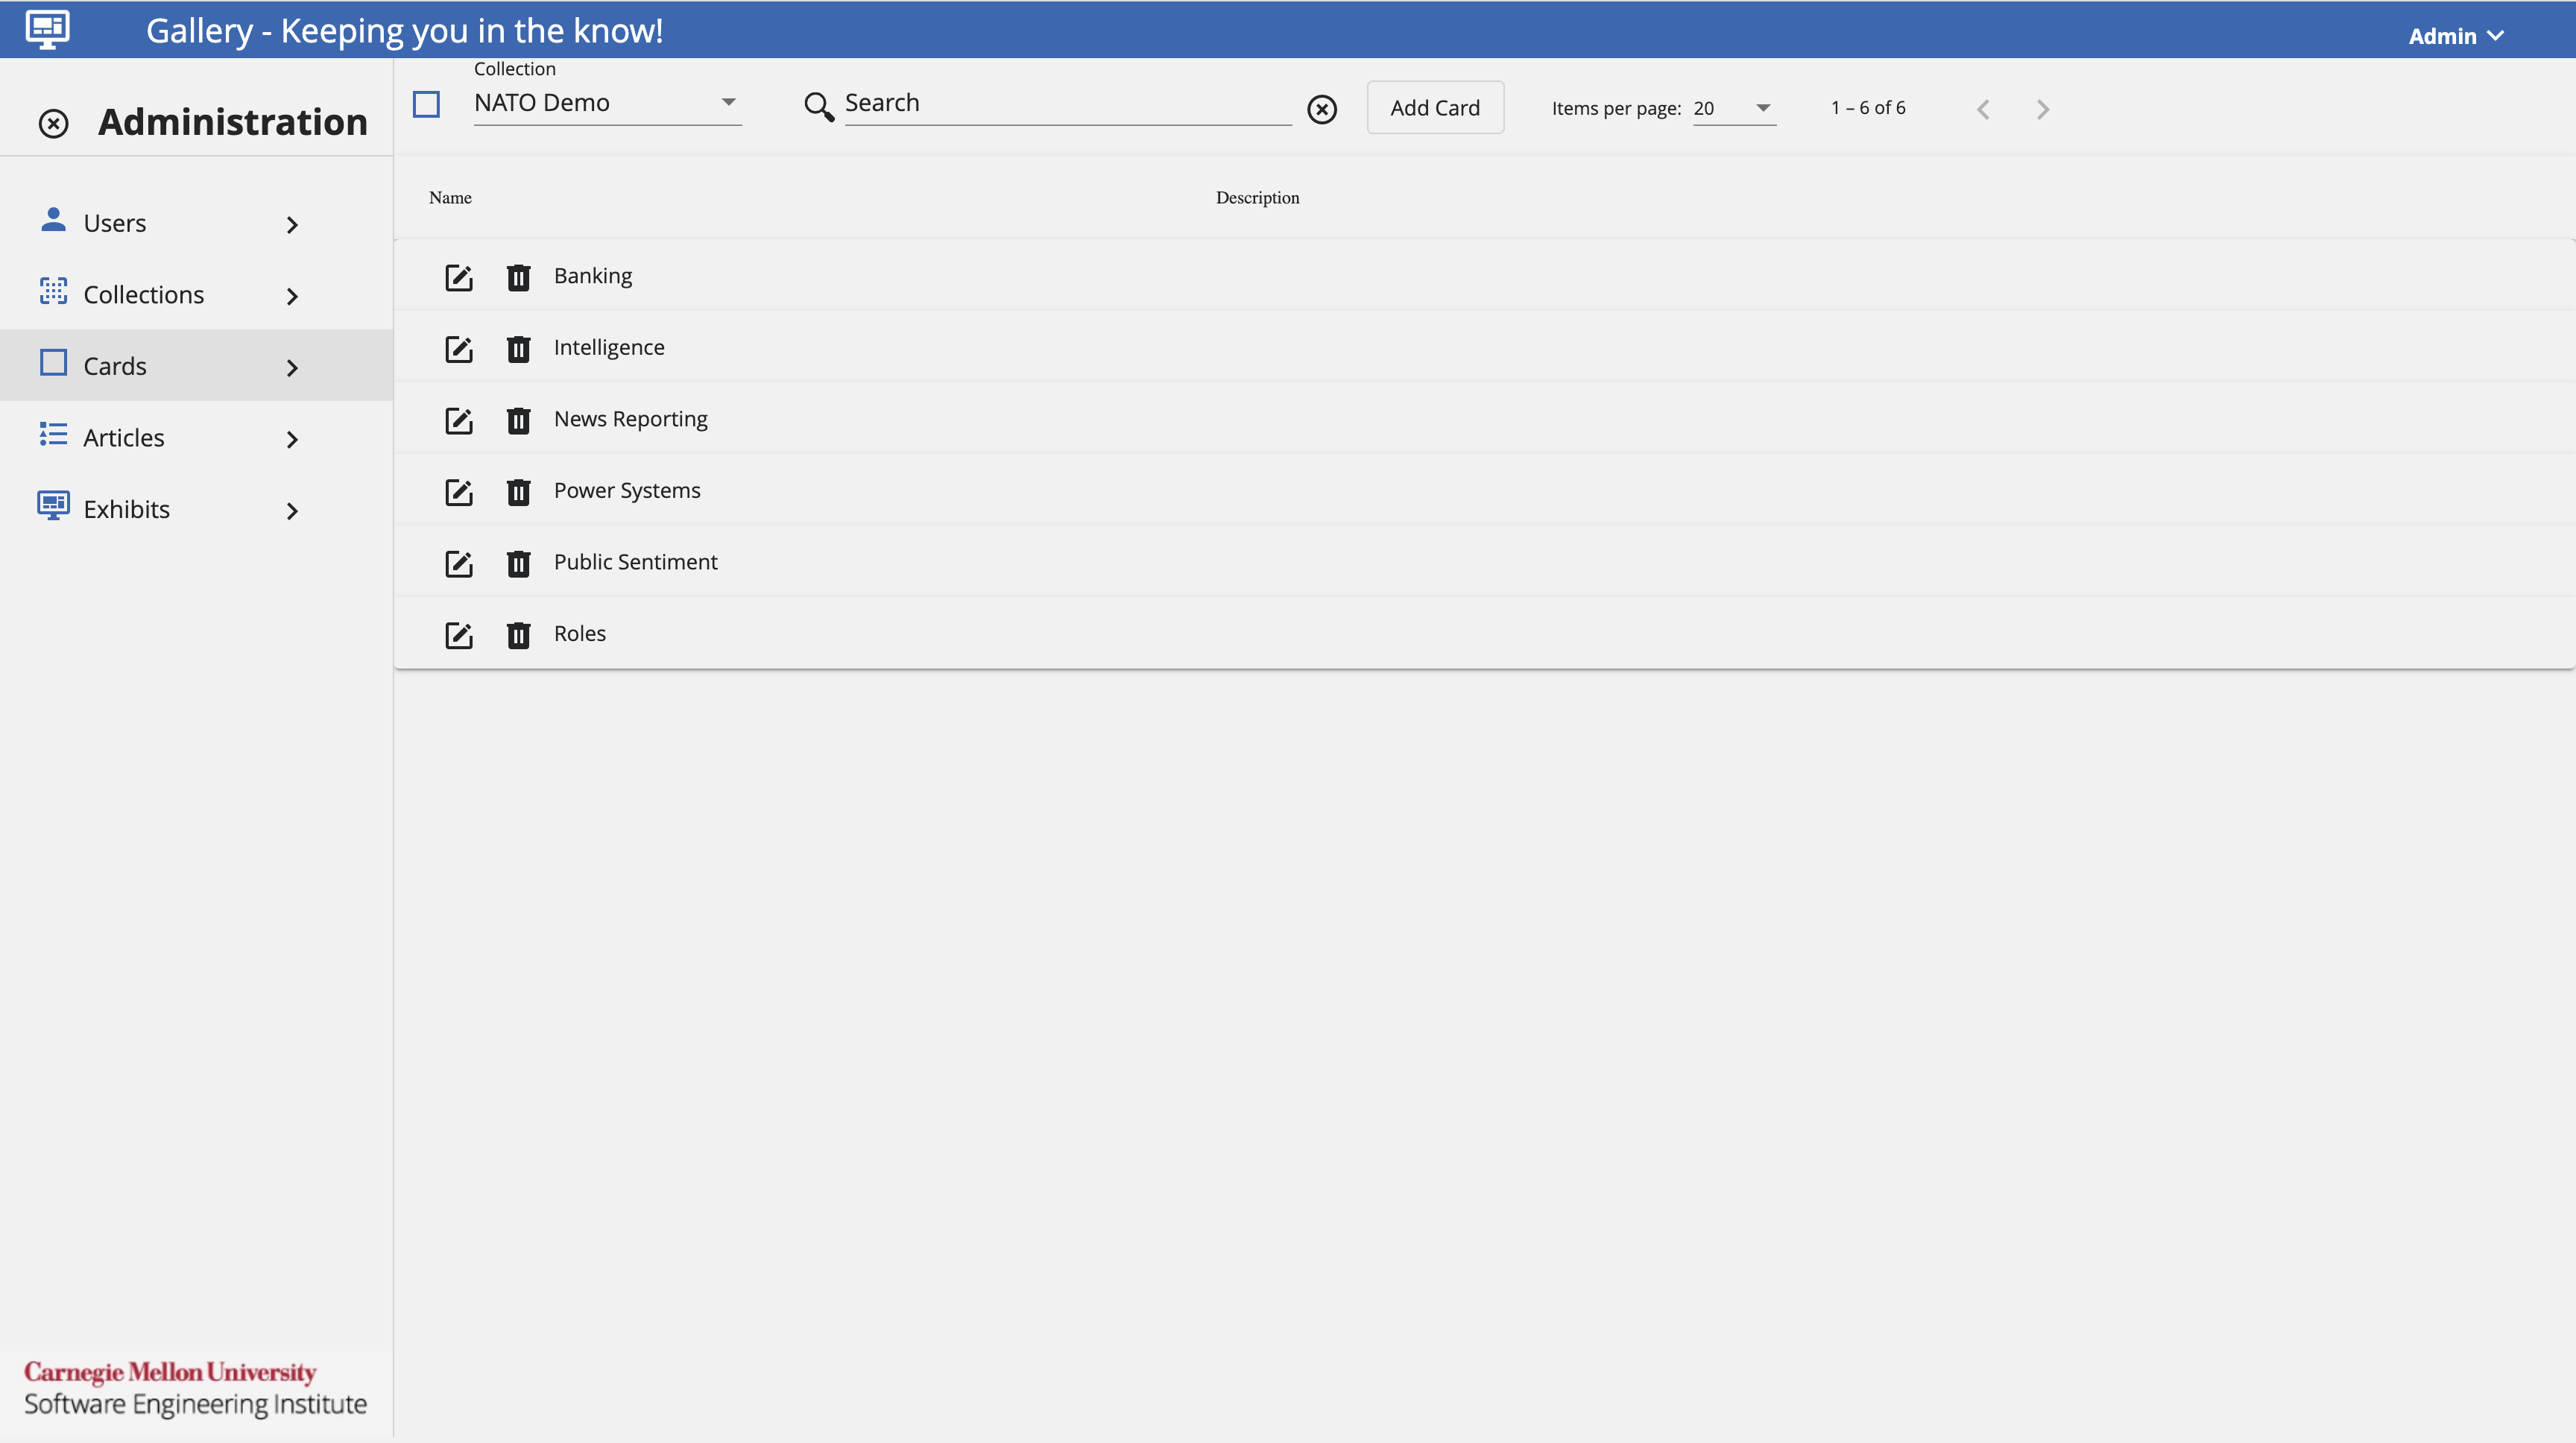 Gallery - Keeping you in the know!
Admin
Administration
Users
Collections
Cards
Articles
Exhibits
Carnegie Mellon University
Software Engineering Institute
Collection
NATO Demo
Search
Add Card
Items per page: 20
1 – 6 of 6
Name Description
Banking
Intelligence
News Reporting
Power Systems
Public Sentiment
Roles